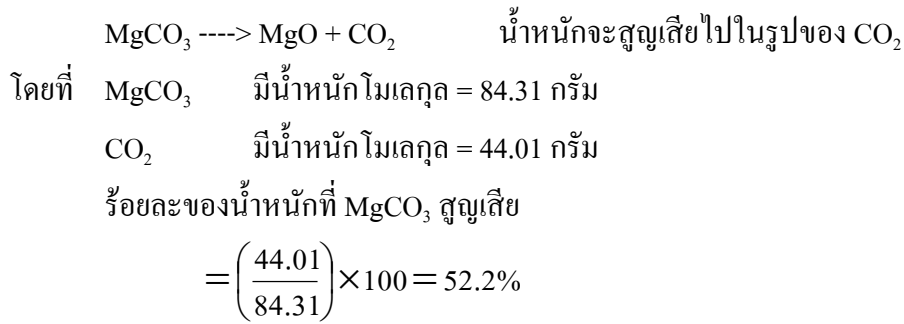 MgCO₃ ----> MgO + CO₂ น้ำหนักจะสูญเสียไปในรูปของ CO₂
โดยที่ MgCO₃ มีน้ำหนักโมเลกุล = 84.31 กรัม
CO₂ มีน้ำหนักโมเลกุล = 44.01 กรัม
ร้อยละของน้ำหนักที่ MgCO₃ สูญเสีย
= (44.01/84.31) × 100 = 52.2%